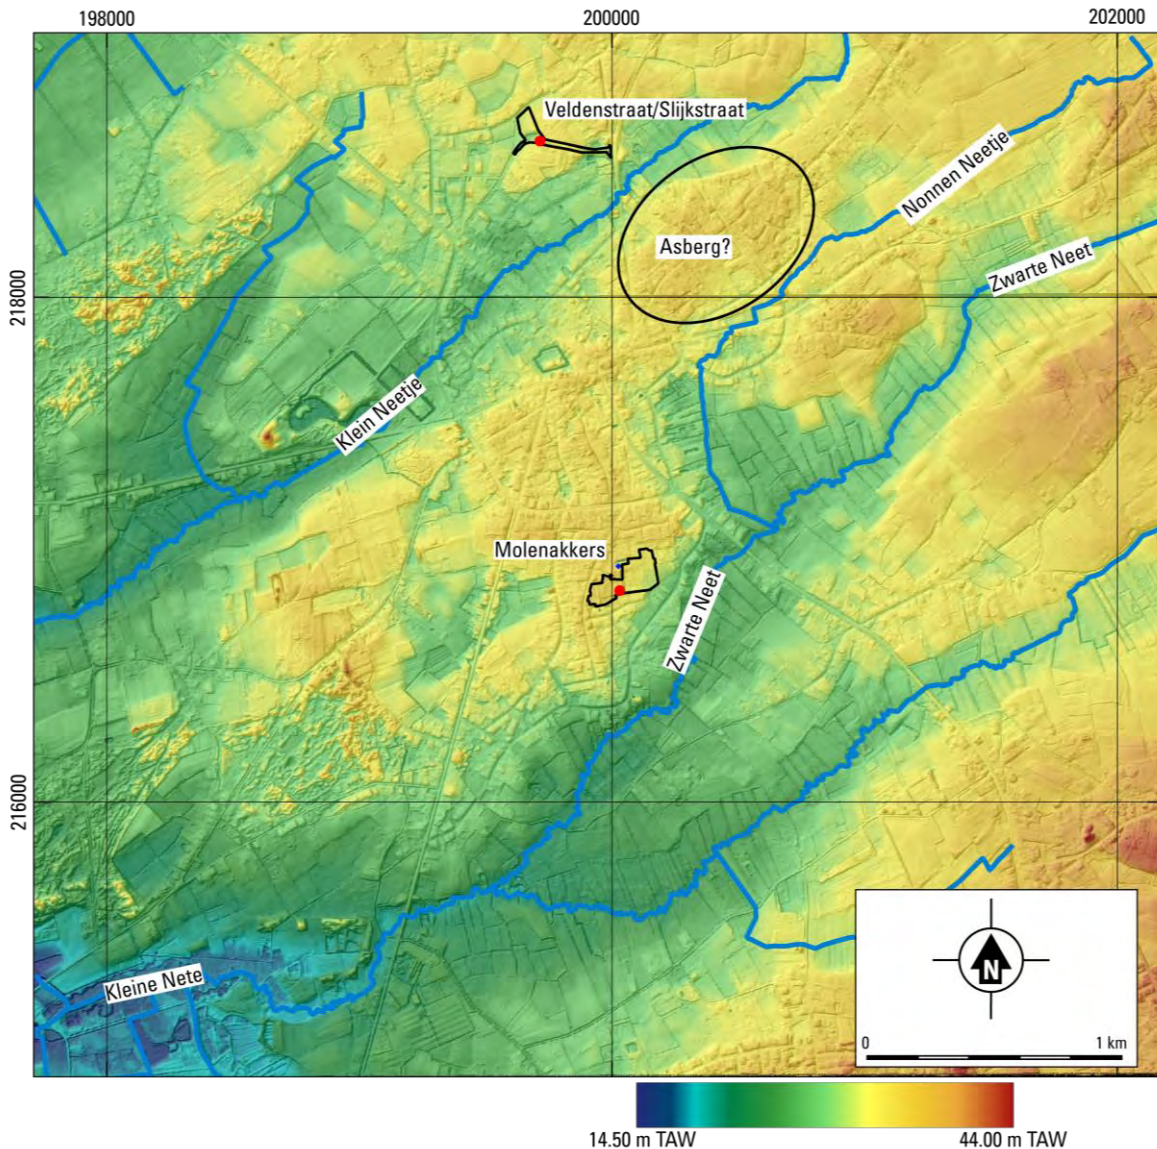 198000
200000
202000
Veldenstraat/Slijkstraat
Nonnen Neetje
Asberg?
Zwarte Neet
218000
Klein Neetje
Molenakkers
Zwarte Neet
216000
Kleine Nete
N
0
1 km
14.50 m TAW
44.00 m TAW